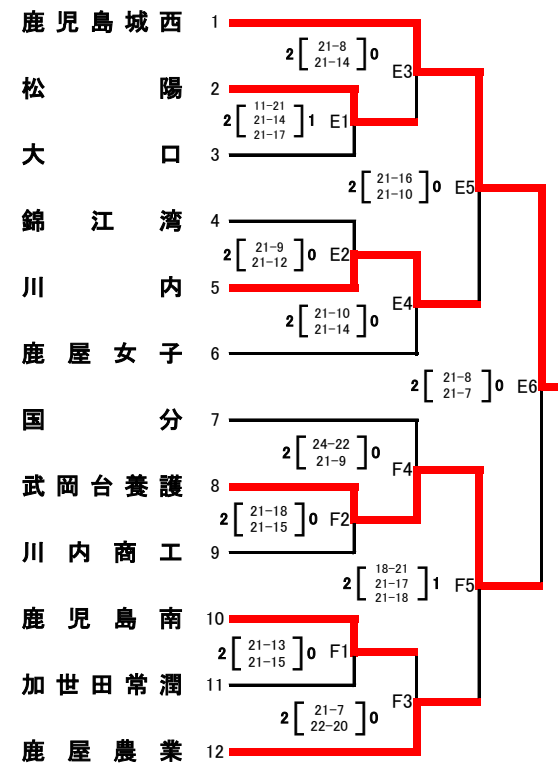 鹿児島城西 1
2 [ 21-8 ] 0
21-14
E3
松陽 2
2 [ 11-21 ] 1
21-14
21-17
E1
大口 3
2 [ 21-16 ] 0
21-10
E5
錦江湾 4
2 [ 21-9 ] 0
21-12
E2
川内 5
2 [ 21-10 ] 0
21-14
E4
鹿屋女子 6
2 [ 21-8 ] 0
21-7
E6
国分 7
2 [ 24-22 ] 0
21-9
F4
武岡台養護 8
2 [ 21-18 ] 0
21-15
F2
川内商工 9
2 [ 18-21 ] 1
21-17
21-18
F5
鹿児島南 10
2 [ 21-13 ] 0
21-15
F1
加世田常潤 11
2 [ 21-7 ] 0
22-20
F3
鹿屋農業 12